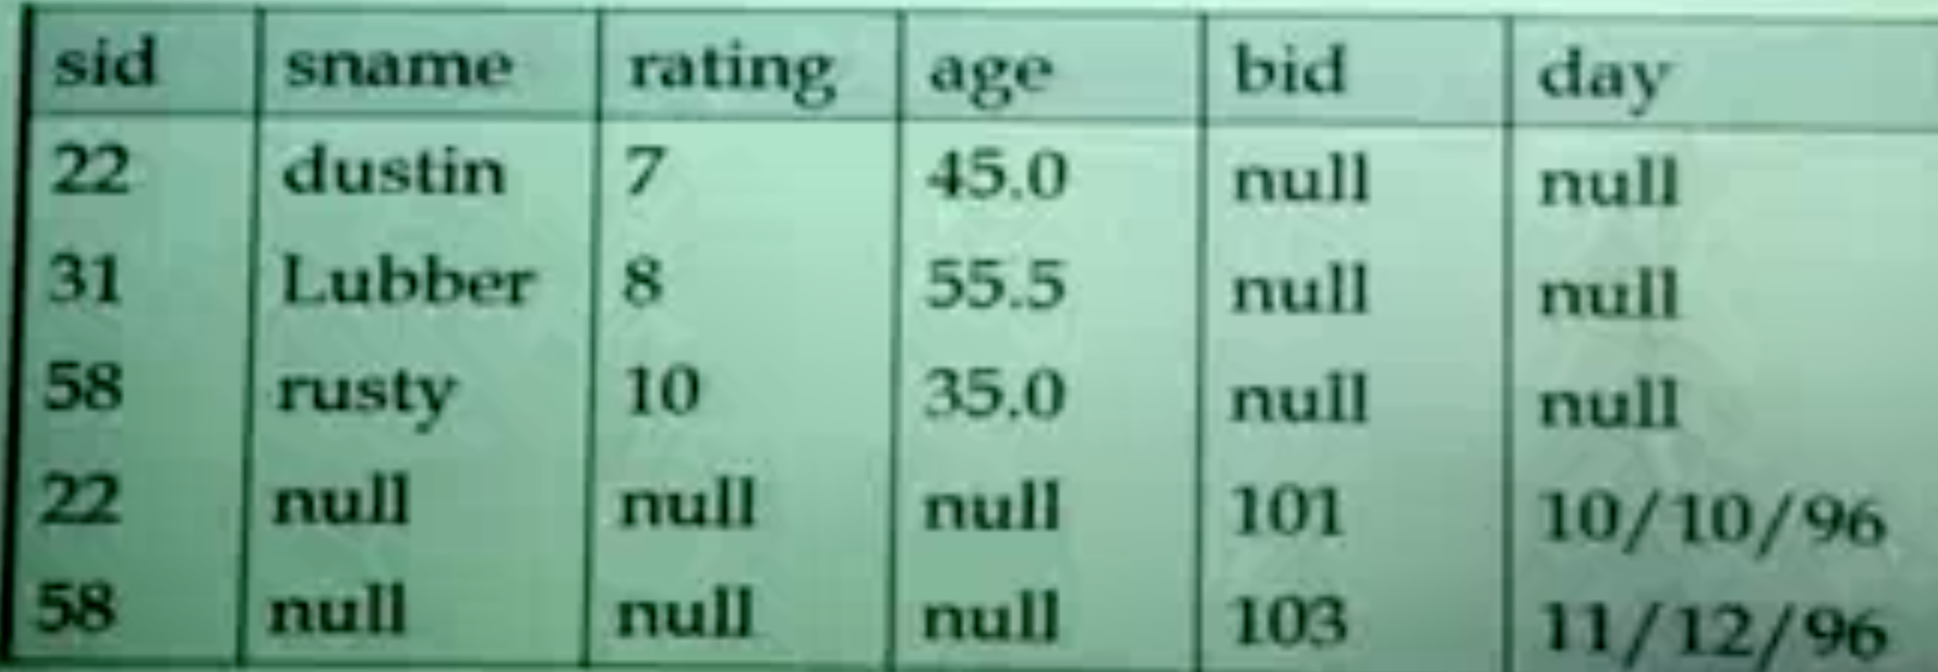 sid sname rating age bid day
22 dustin 7 45.0 null null
31 Lubber 8 55.5 null null
58 rusty 10 35.0 null null
22 null null null 101 10/10/96
58 null null null 103 11/12/96